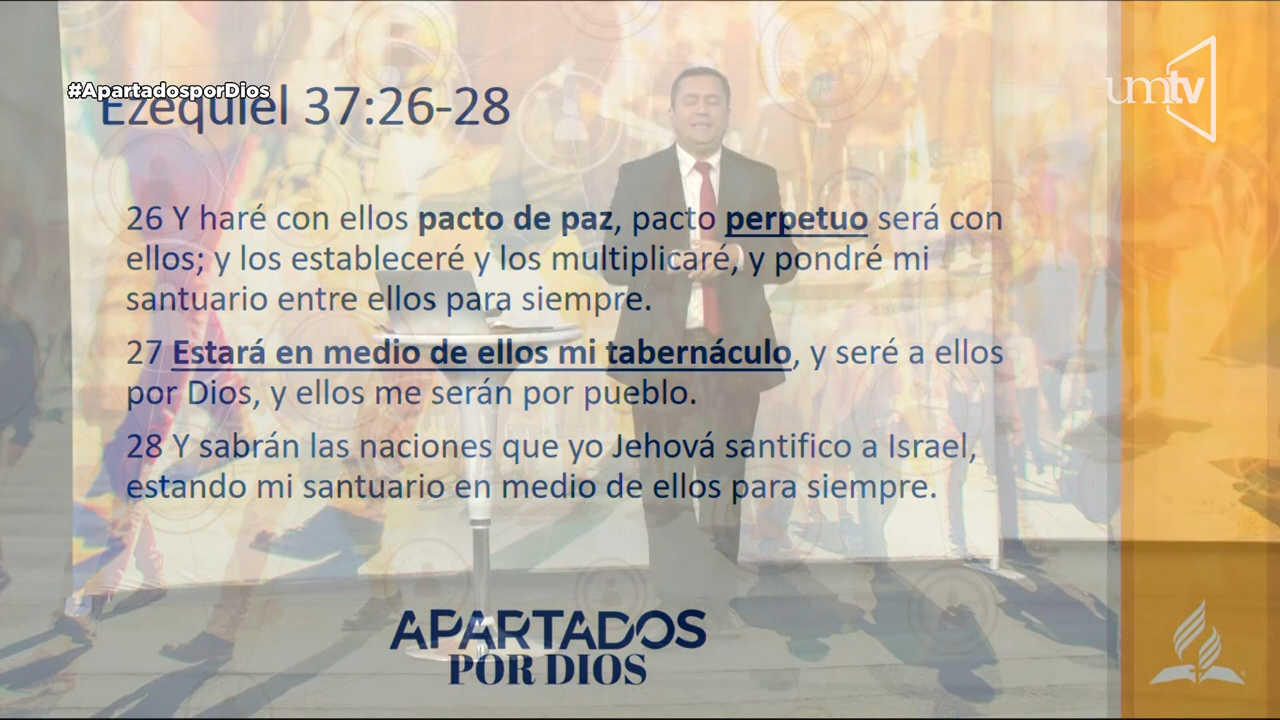 #ApartadosporDios
umtv
Ezequiel 37:26-28
26 Y haré con ellos pacto de paz, pacto perpetuo será con
ellos; y los estableceré y los multiplicaré, y pondré mi
santuario entre ellos para siempre.
27 Estará en medio de ellos mi tabernáculo, y seré a ellos
por Dios, y ellos me serán por pueblo.
28 Y sabrán las naciones que yo Jehová santifico a Israel,
estando mi santuario en medio de ellos para siempre.
APARTADOS
POR DIOS